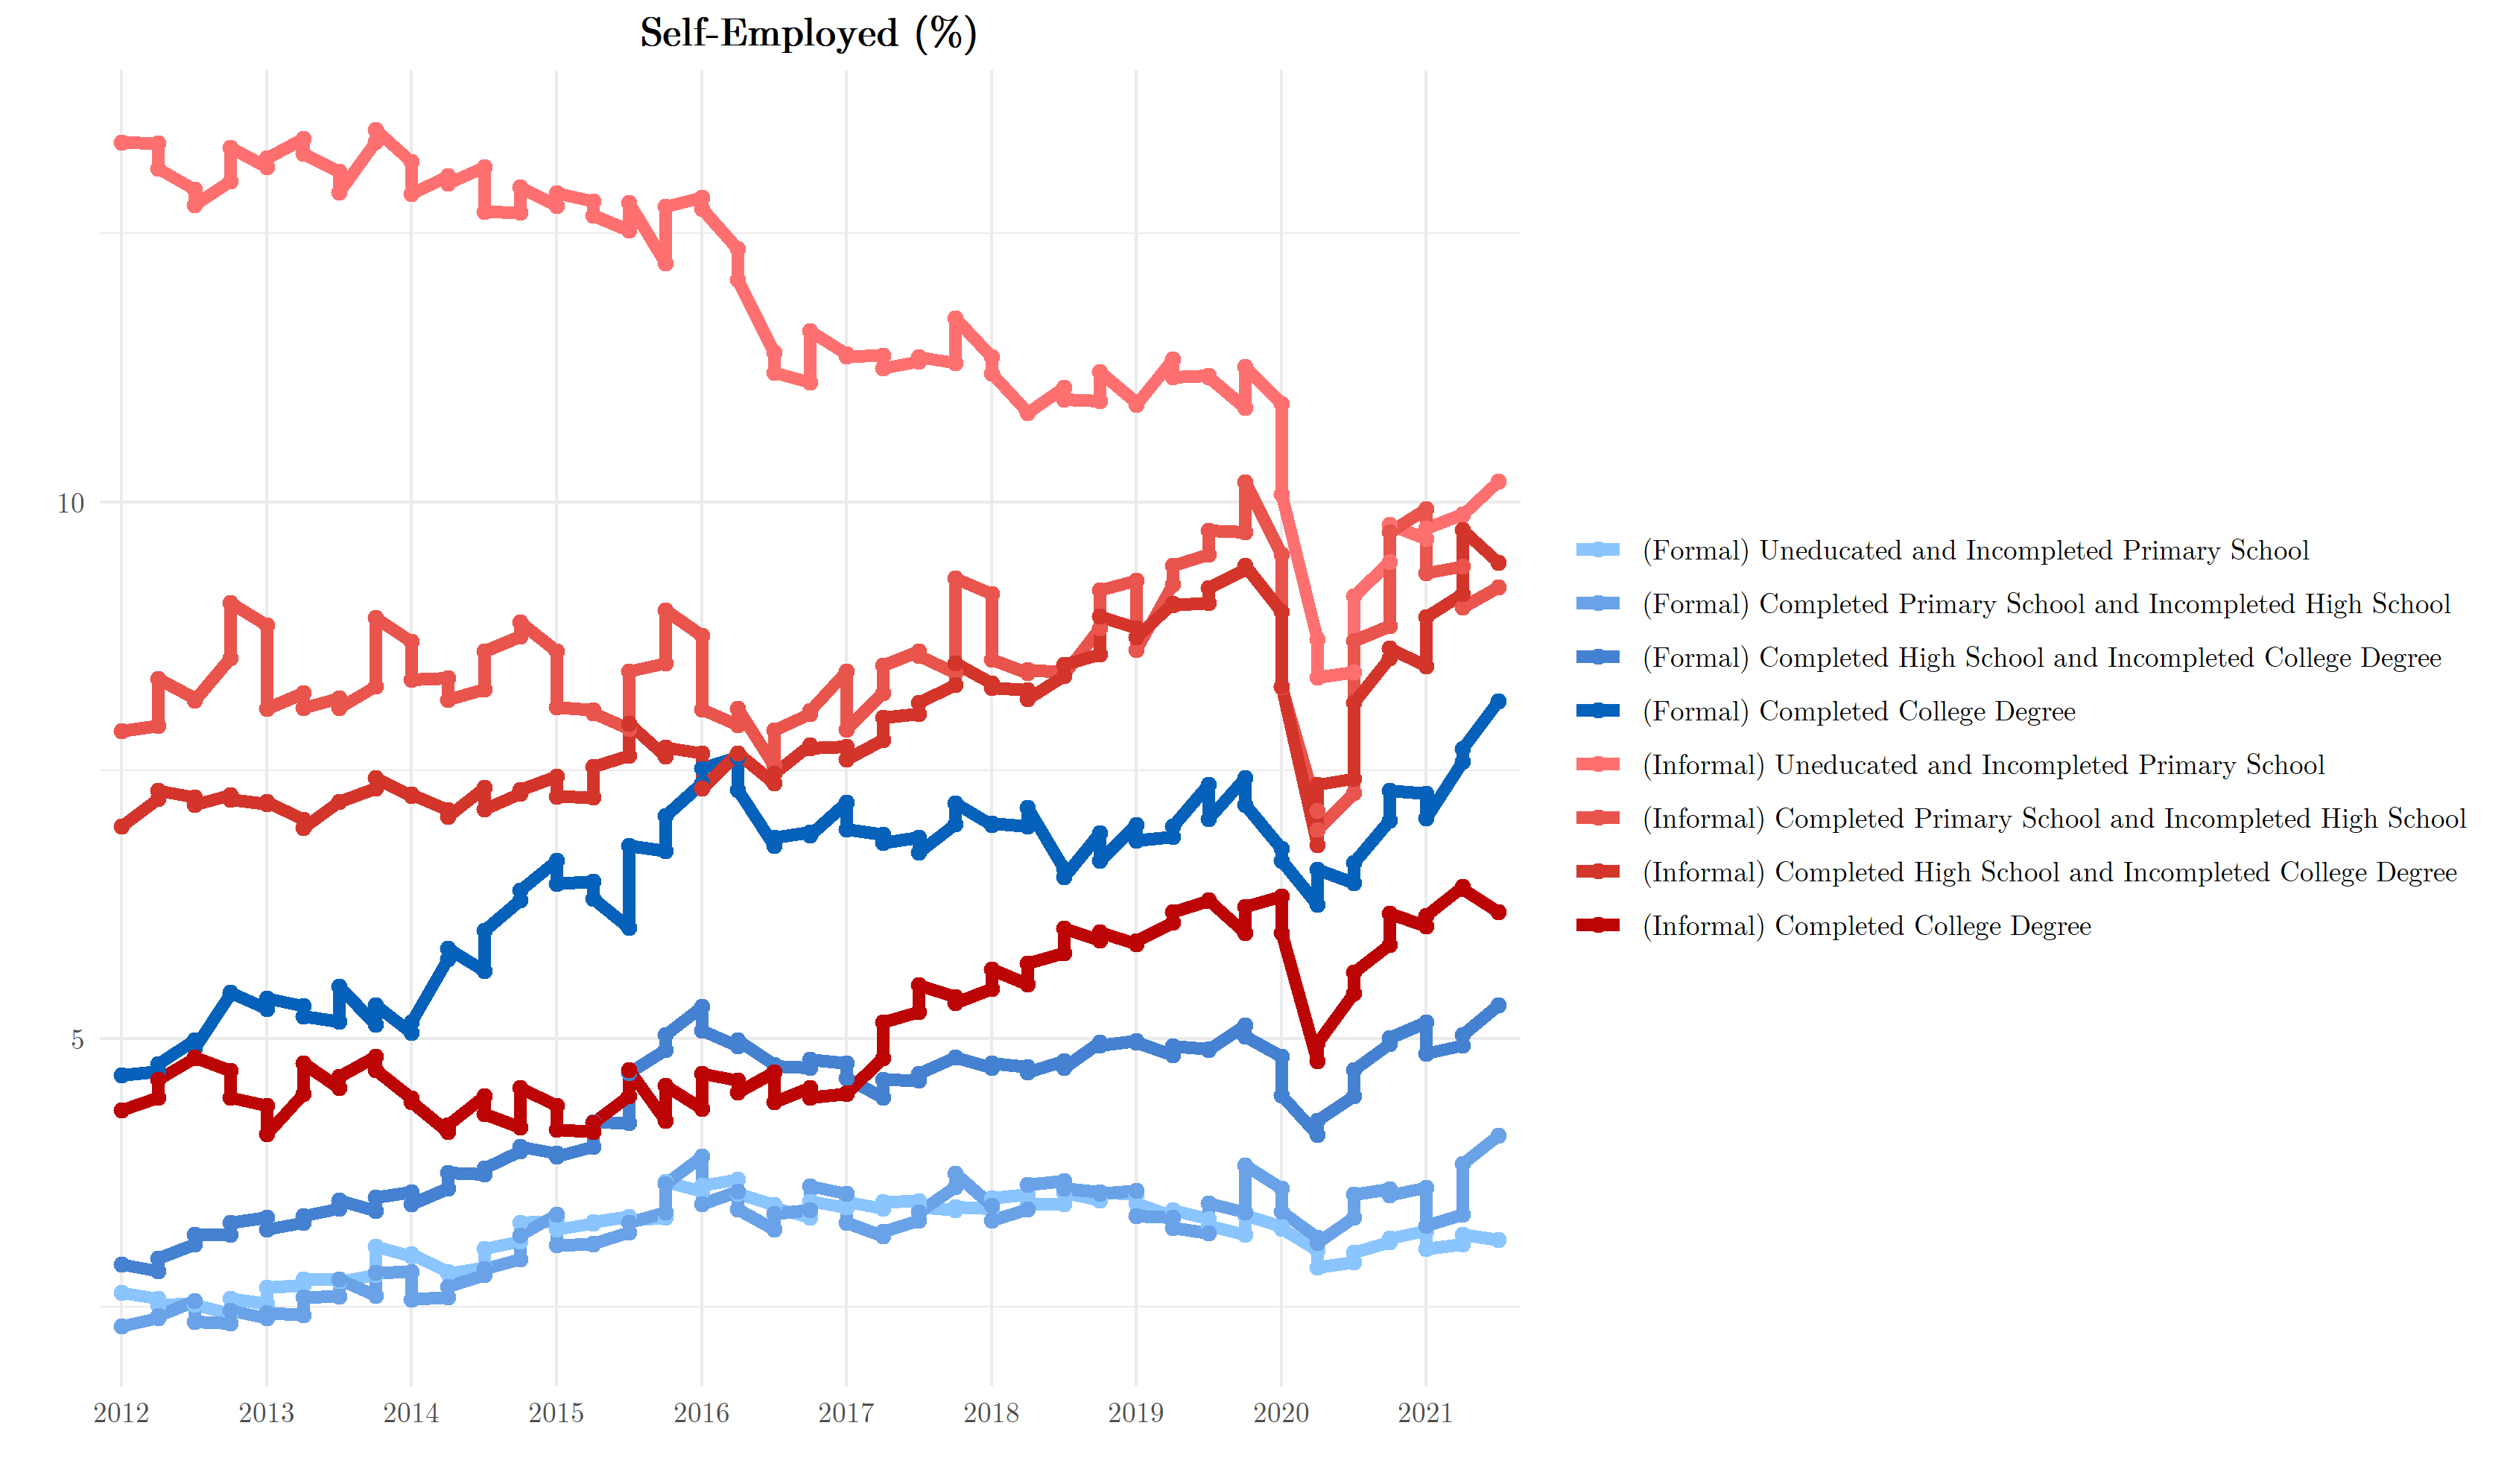 Self-Employed (%)
10
5
2012 2013 2014 2015 2016 2017 2018 2019 2020 2021
(Formal) Uneducated and Incompleted Primary School
(Formal) Completed Primary School and Incompleted High School
(Formal) Completed High School and Incompleted College Degree
(Formal) Completed College Degree
(Informal) Uneducated and Incompleted Primary School
(Informal) Completed Primary School and Incompleted High School
(Informal) Completed High School and Incompleted College Degree
(Informal) Completed College Degree